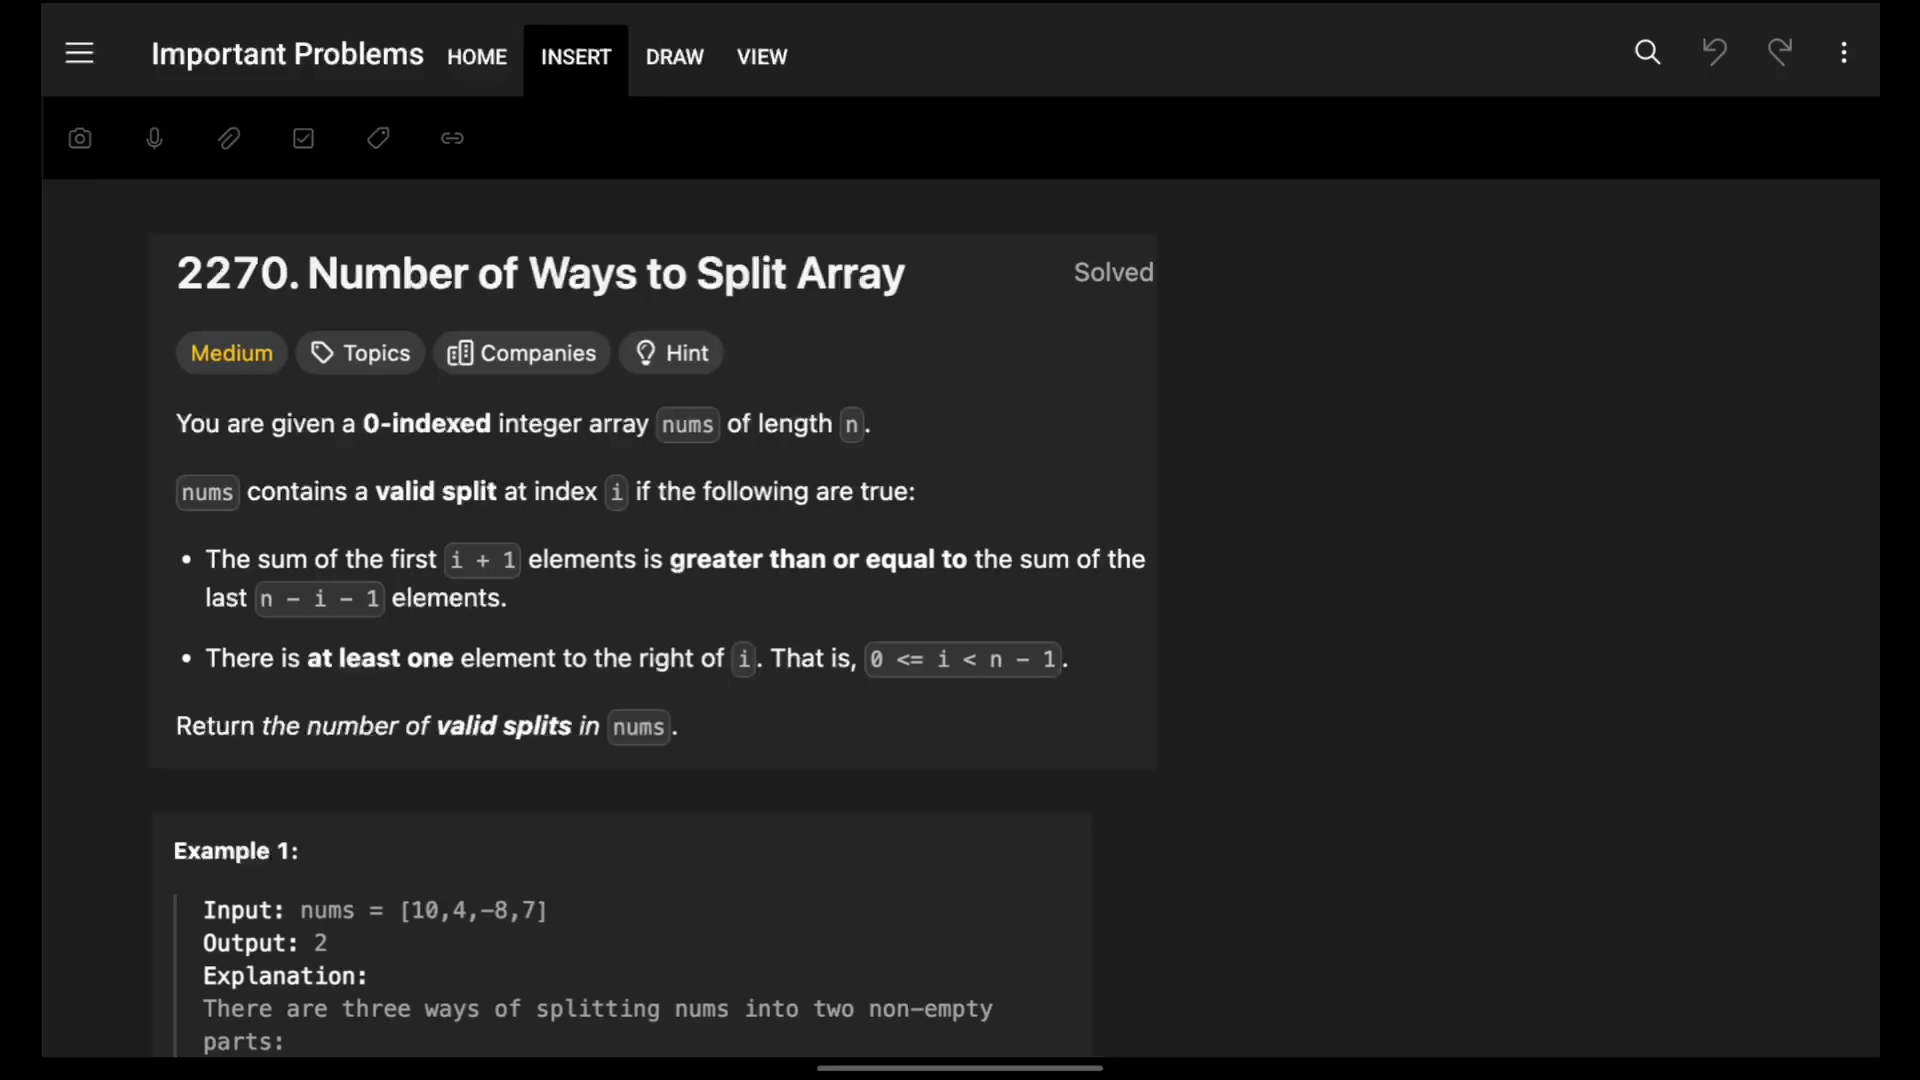 Important Problems HOME INSERT DRAW VIEW
2270. Number of Ways to Split Array Solved
Medium Topics Companies Hint
You are given a 0-indexed integer array nums of length n.
nums contains a valid split at index i if the following are true:
• The sum of the first i + 1 elements is greater than or equal to the sum of the
last n - i - 1 elements.
• There is at least one element to the right of i. That is, 0 <= i < n - 1.
Return the number of valid splits in nums.
Example 1:
Input: nums = [10,4,-8,7]
Output: 2
Explanation:
There are three ways of splitting nums into two non-empty
parts: